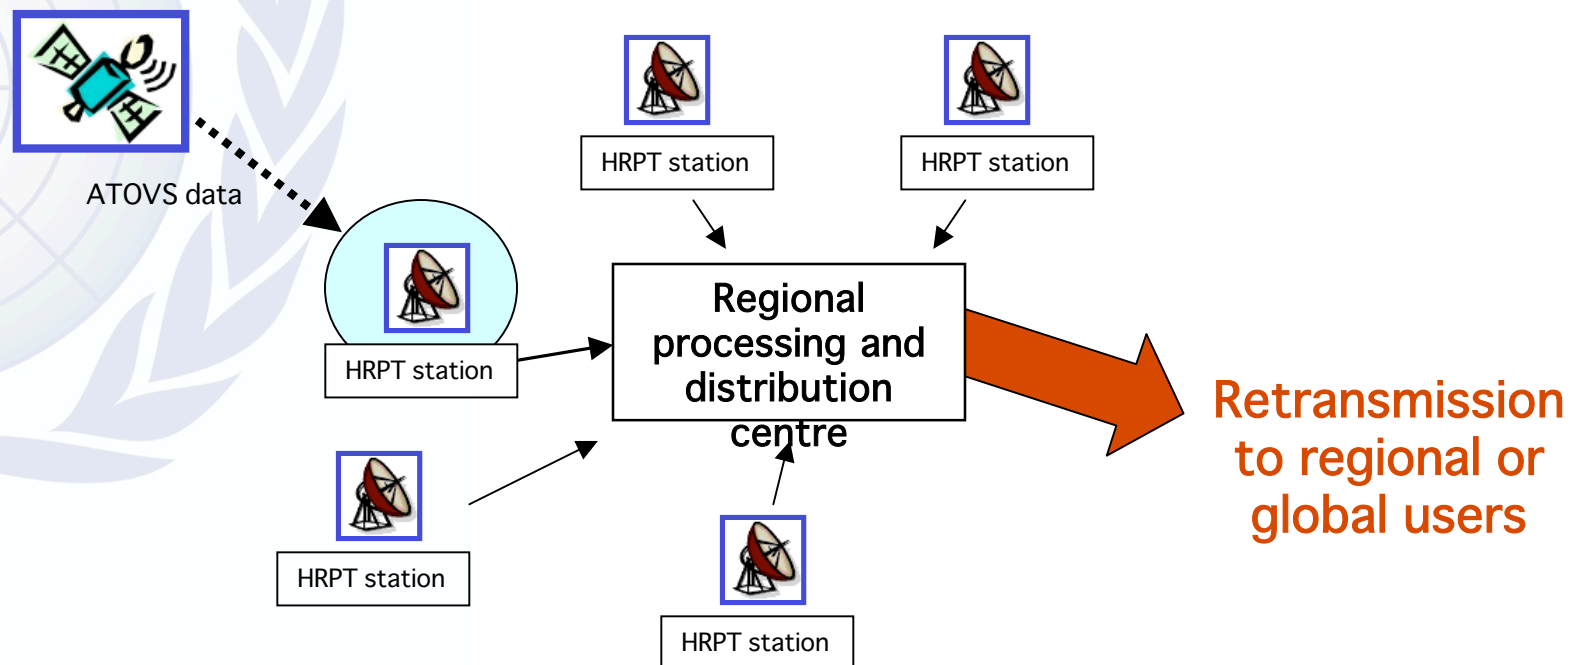 HRPT station
HRPT station
ATOVS data
Regional
processing and
distribution
centre
HRPT station
Retransmission
to regional or
global users
HRPT station
HRPT station